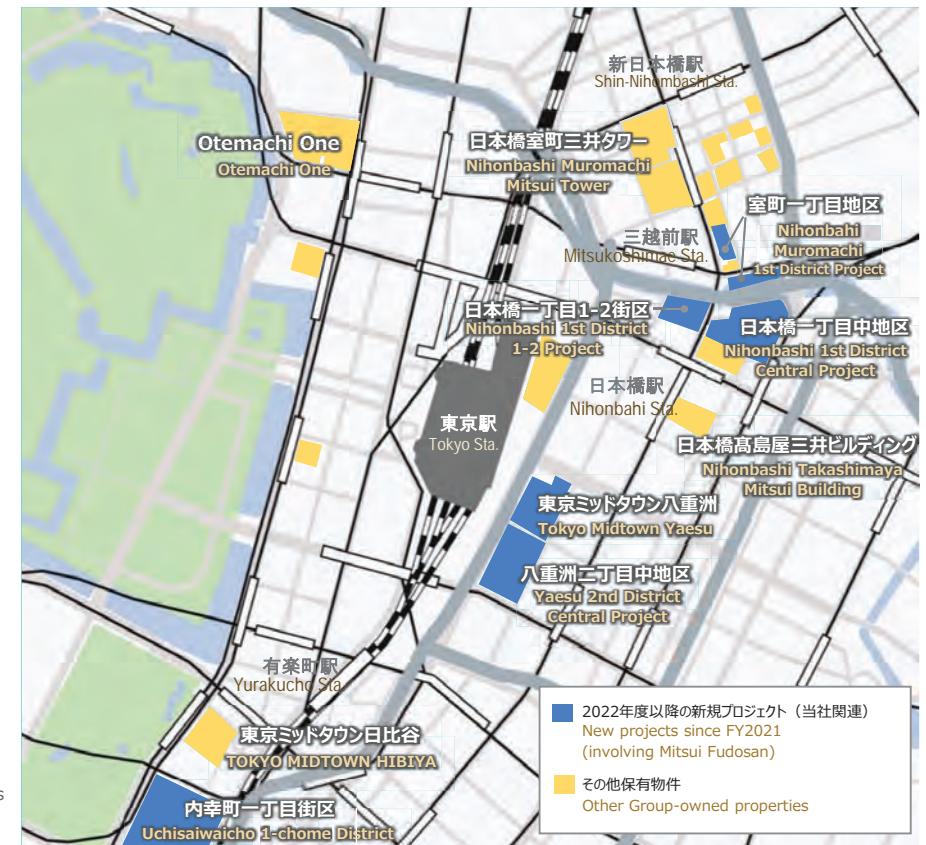 新日本橋駅
Shin-Nihombashi Sta.
Otemachi One
Otemachi One
日本橋室町三井タワー
Nihonbashi Muromachi
Mitsui Tower
室町一丁目地区
Nihonbahi
Muromachi
1st District Project
三越前駅
Mitsukoshimae Sta.
日本橋一丁目1-2街区
Nihonbashi 1st District
1-2 Project
日本橋一丁目中地区
Nihonbashi 1st District
Central Project
日本橋駅
Nihonbahi Sta.
東京駅
Tokyo Sta.
日本橋髙島屋三井ビルディング
Nihonbashi Takashimaya
Mitsui Building
東京ミッドタウン八重洲
Tokyo Midtown Yaesu
八重洲二丁目中地区
Yaesu 2nd District
Central Project
有楽町駅
Yurakucho Sta.
東京ミッドタウン日比谷
TOKYO MIDTOWN HIBIYA
内幸町一丁目街区
Uchisaiwaicho 1-chome District
2022年度以降の新規プロジェクト（当社関連）
New projects since FY2021
(involving Mitsui Fudosan)
その他保有物件
Other Group-owned properties
s